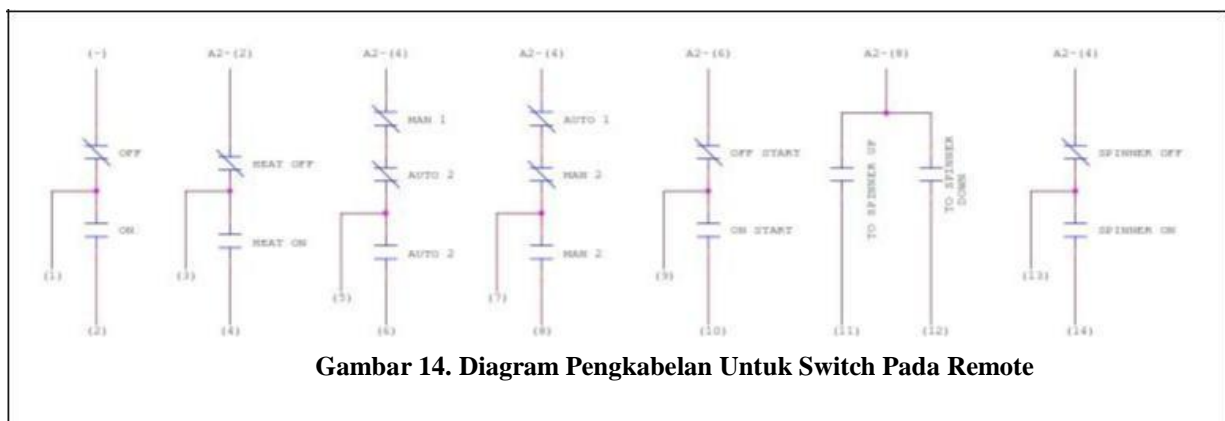 (-) A2-(2) A2-(4) A2-(4) A2-(6) A2-(8) A2-(4)
MAN 1 AUTO 1
OFF HEAT OFF AUTO 2 MAN 2 OFF START TO SPINNER UP TO SPINNER DOWN SPINNER OFF
ON HEAT ON AUTO 2 MAN 2 ON START SPINNER ON
(1) (3) (5) (7) (9) (13)
(2) (4) (6) (8) (10) (11) (12) (14)
Gambar 14. Diagram Pengkabelan Untuk Switch Pada Remote